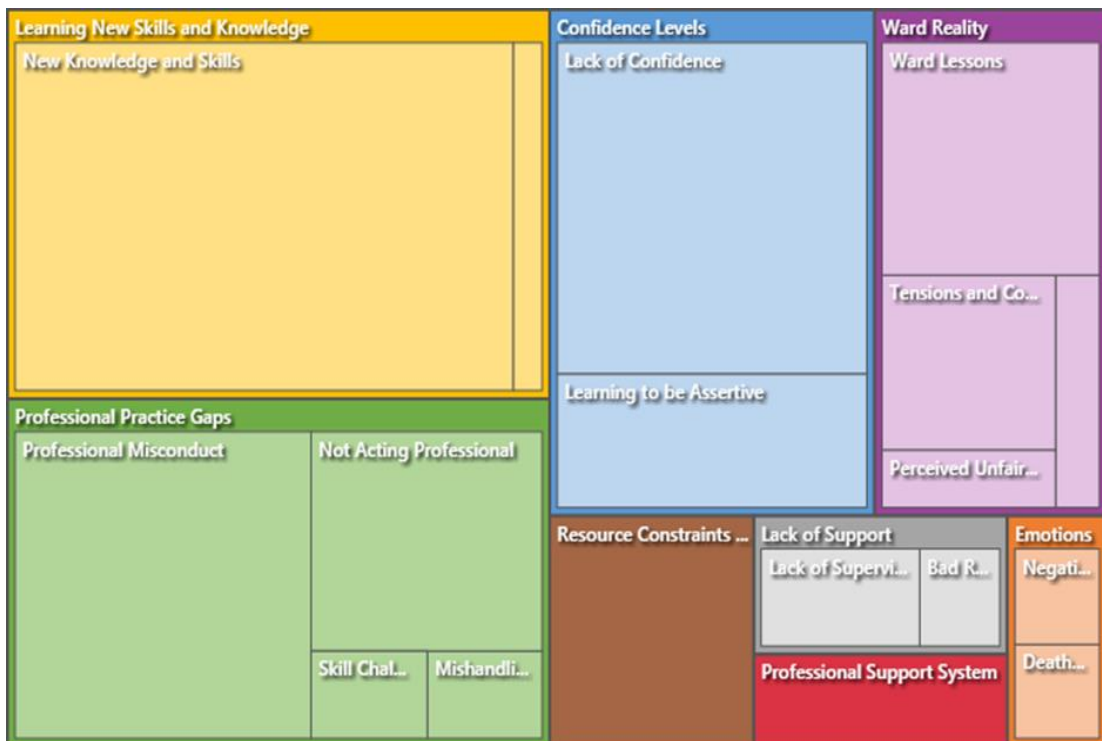 Learning New Skills and Knowledge
New Knowledge and Skills
Professional Practice Gaps
Professional Misconduct
Not Acting Professional
Skill Chal...
Mishandli...
Confidence Levels
Lack of Confidence
Learning to be Assertive
Ward Reality
Ward Lessons
Tensions and Co...
Perceived Unfair...
Resource Constraints ...
Lack of Support
Lack of Supervi...
Bad R...
Professional Support System
Emotions
Negati...
Death...